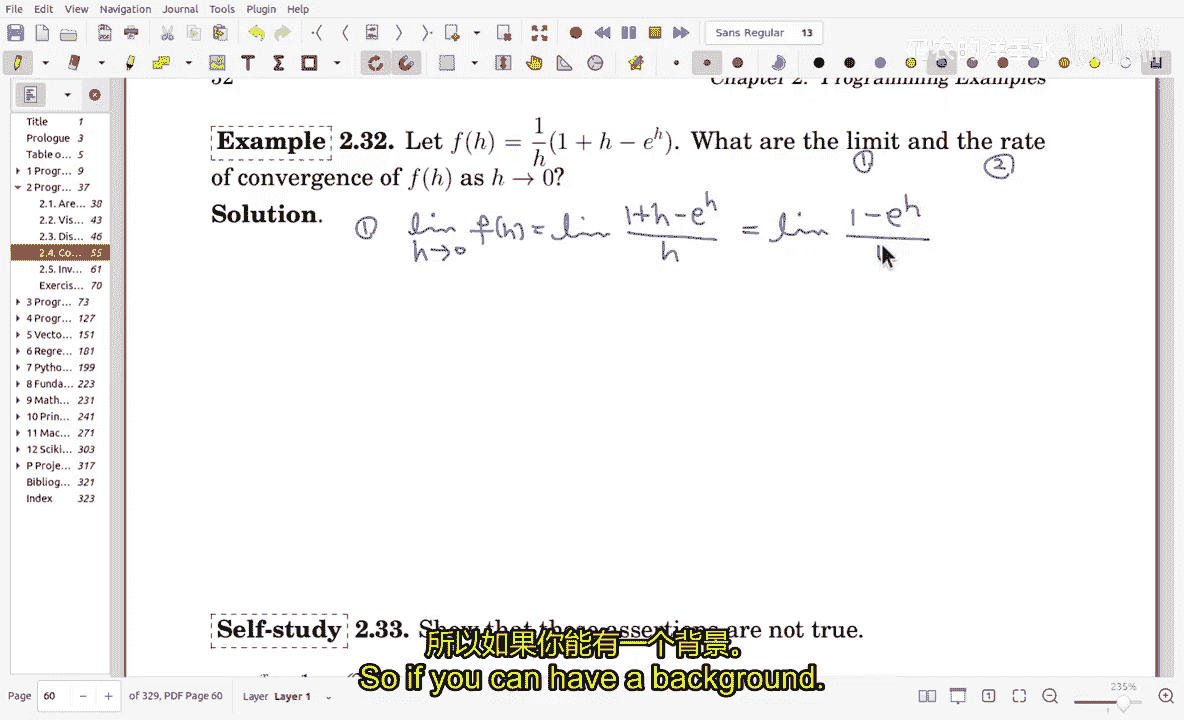 File Edit View Navigation Journal Tools Plugin Help
Sans Regular 13
52 Chapter 2. Programming Examples
Title 1
Prologue 3
Table o... 5
1 Progr... 9
2 Progr... 37
2.1. Are... 38
2.2. Vis... 43
2.3. Dis... 46
2.4. Co... 55
2.5. Inv... 61
Exercis... 70
3 Progr... 73
4 Progr... 127
5 Vecto... 151
6 Regre... 181
7 Pytho... 199
8 Funda... 223
9 Math... 231
10 Prin... 241
11 Mac... 271
12 Sciki... 303
P Proje... 317
Bibliog... 321
Index 323
Example 2.32. Let f(h) = 1/h (1 + h − e^h). What are the limit and the rate
① ②
of convergence of f(h) as h → 0?
Solution. ① lim h→0 f(h) = lim (1+h−e^h)/h = lim (1−e^h)/1
Self-study 2.33. Show that these assertions are not true.
所以如果你能有一个背景。
So if you can have a background.
Page 60 − + of 329, PDF Page 60 Layer Layer 1 235%